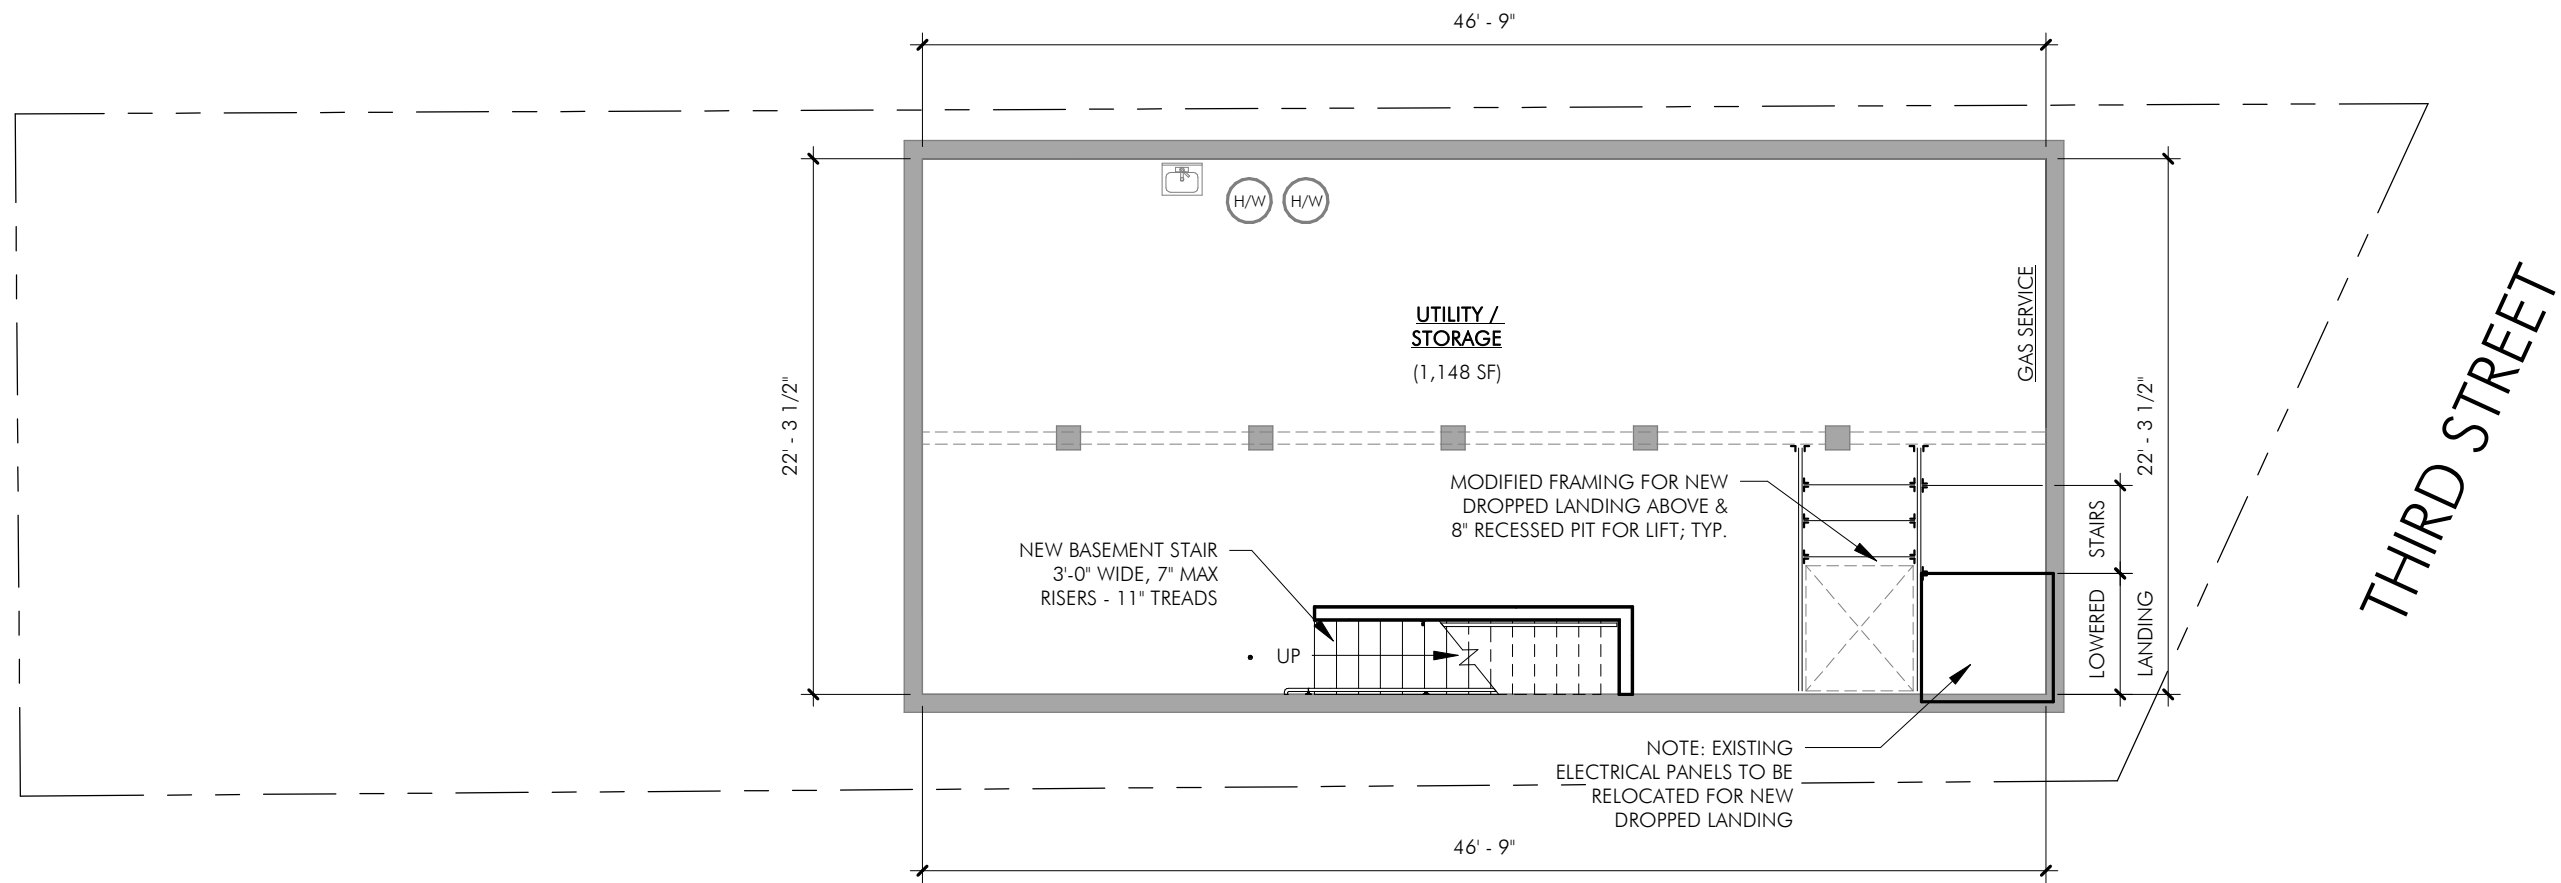 46' - 9"
H/W
H/W
UTILITY /
STORAGE
(1,148 SF)
GAS SERVICE
22' - 3 1/2"
22' - 3 1/2"
THIRD STREET
MODIFIED FRAMING FOR NEW
DROPPED LANDING ABOVE &
8" RECESSED PIT FOR LIFT; TYP.
STAIRS
NEW BASEMENT STAIR
3'-0" WIDE, 7" MAX
RISERS - 11" TREADS
LOWERED
LANDING
UP
NOTE: EXISTING
ELECTRICAL PANELS TO BE
RELOCATED FOR NEW
DROPPED LANDING
46' - 9"